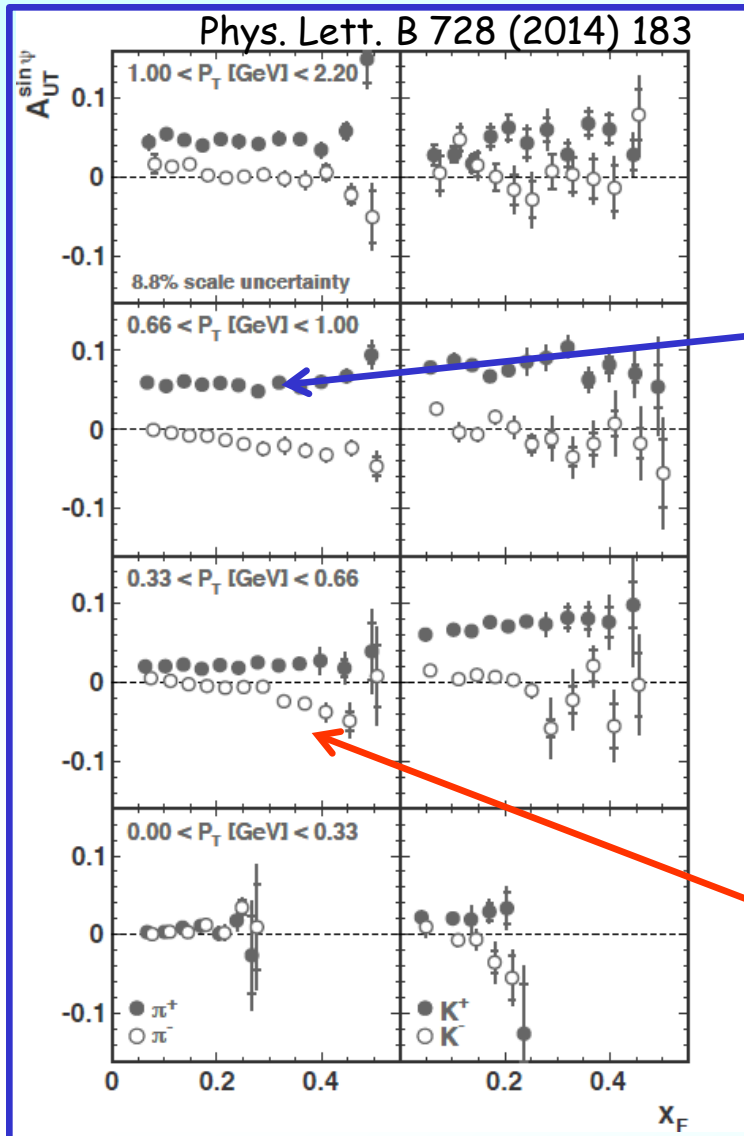 Phys. Lett. B 728 (2014) 183
A_UT^sin ψ
1.00 < P_T [GeV] < 2.20
0.1
0
-0.1
8.8% scale uncertainty
0.66 < P_T [GeV] < 1.00
0.1
0
-0.1
0.33 < P_T [GeV] < 0.66
0.1
0
-0.1
0.00 < P_T [GeV] < 0.33
0.1
0
-0.1
π⁺
π⁻
K⁺
K⁻
0 0.2 0.4 0.2 0.4
x_F